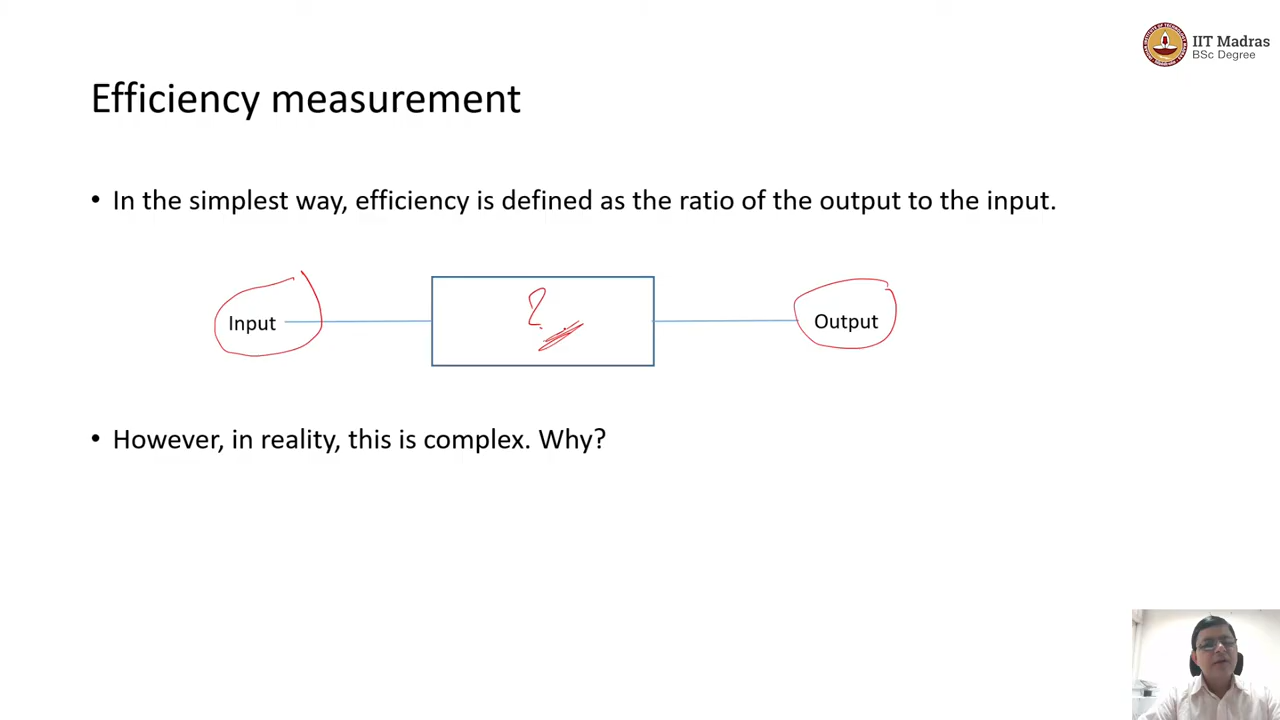 IIT Madras
BSc Degree
Efficiency measurement
• In the simplest way, efficiency is defined as the ratio of the output to the input.
?
Input
Output
• However, in reality, this is complex. Why?